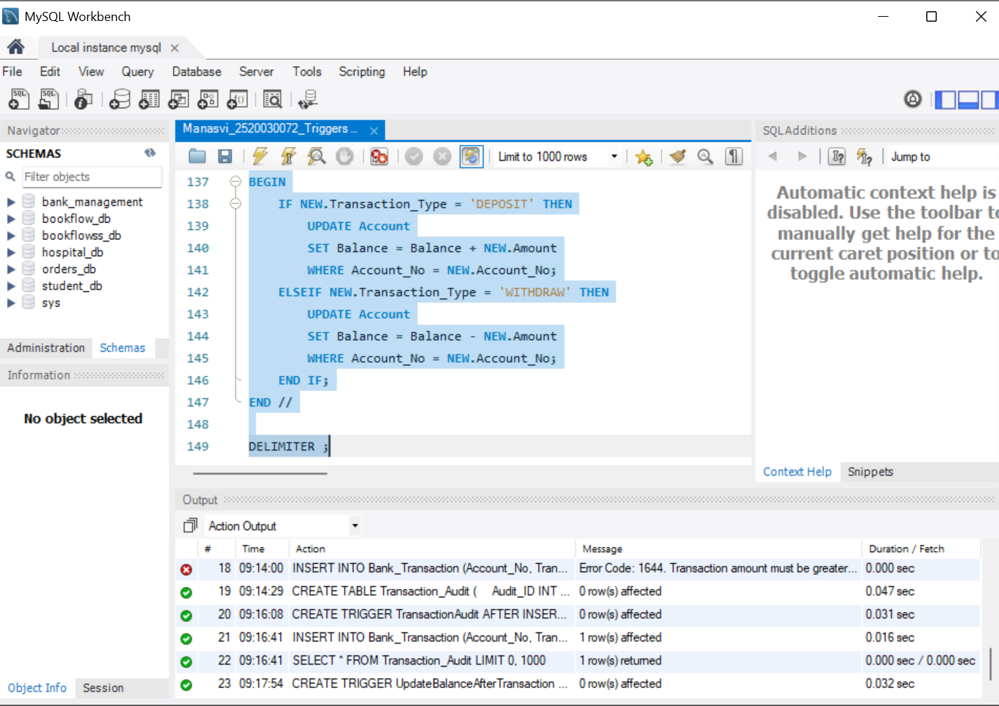 MySQL Workbench
Local instance mysql
File Edit View Query Database Server Tools Scripting Help
Navigator
SCHEMAS
Filter objects
bank_management
bookflow_db
bookflowss_db
hospital_db
orders_db
student_db
sys
Administration Schemas
Information
No object selected
Object Info Session
Manasvi_2520030072_Triggers ...
Limit to 1000 rows
137 BEGIN
138 IF NEW.Transaction_Type = 'DEPOSIT' THEN
139 UPDATE Account
140 SET Balance = Balance + NEW.Amount
141 WHERE Account_No = NEW.Account_No;
142 ELSEIF NEW.Transaction_Type = 'WITHDRAW' THEN
143 UPDATE Account
144 SET Balance = Balance - NEW.Amount
145 WHERE Account_No = NEW.Account_No;
146 END IF;
147 END //
148
149 DELIMITER ;
SQLAdditions
Jump to
Automatic context help is
disabled. Use the toolbar to
manually get help for the
current caret position or to
toggle automatic help.
Context Help Snippets
Output
Action Output
# Time Action Message Duration / Fetch
18 09:14:00 INSERT INTO Bank_Transaction (Account_No, Tran... Error Code: 1644. Transaction amount must be greater... 0.000 sec
19 09:14:29 CREATE TABLE Transaction_Audit ( Audit_ID INT ... 0 row(s) affected 0.047 sec
20 09:16:08 CREATE TRIGGER TransactionAudit AFTER INSER... 0 row(s) affected 0.031 sec
21 09:16:41 INSERT INTO Bank_Transaction (Account_No, Tran... 1 row(s) affected 0.016 sec
22 09:16:41 SELECT * FROM Transaction_Audit LIMIT 0, 1000 1 row(s) returned 0.000 sec / 0.000 sec
23 09:17:54 CREATE TRIGGER UpdateBalanceAfterTransaction ... 0 row(s) affected 0.032 sec